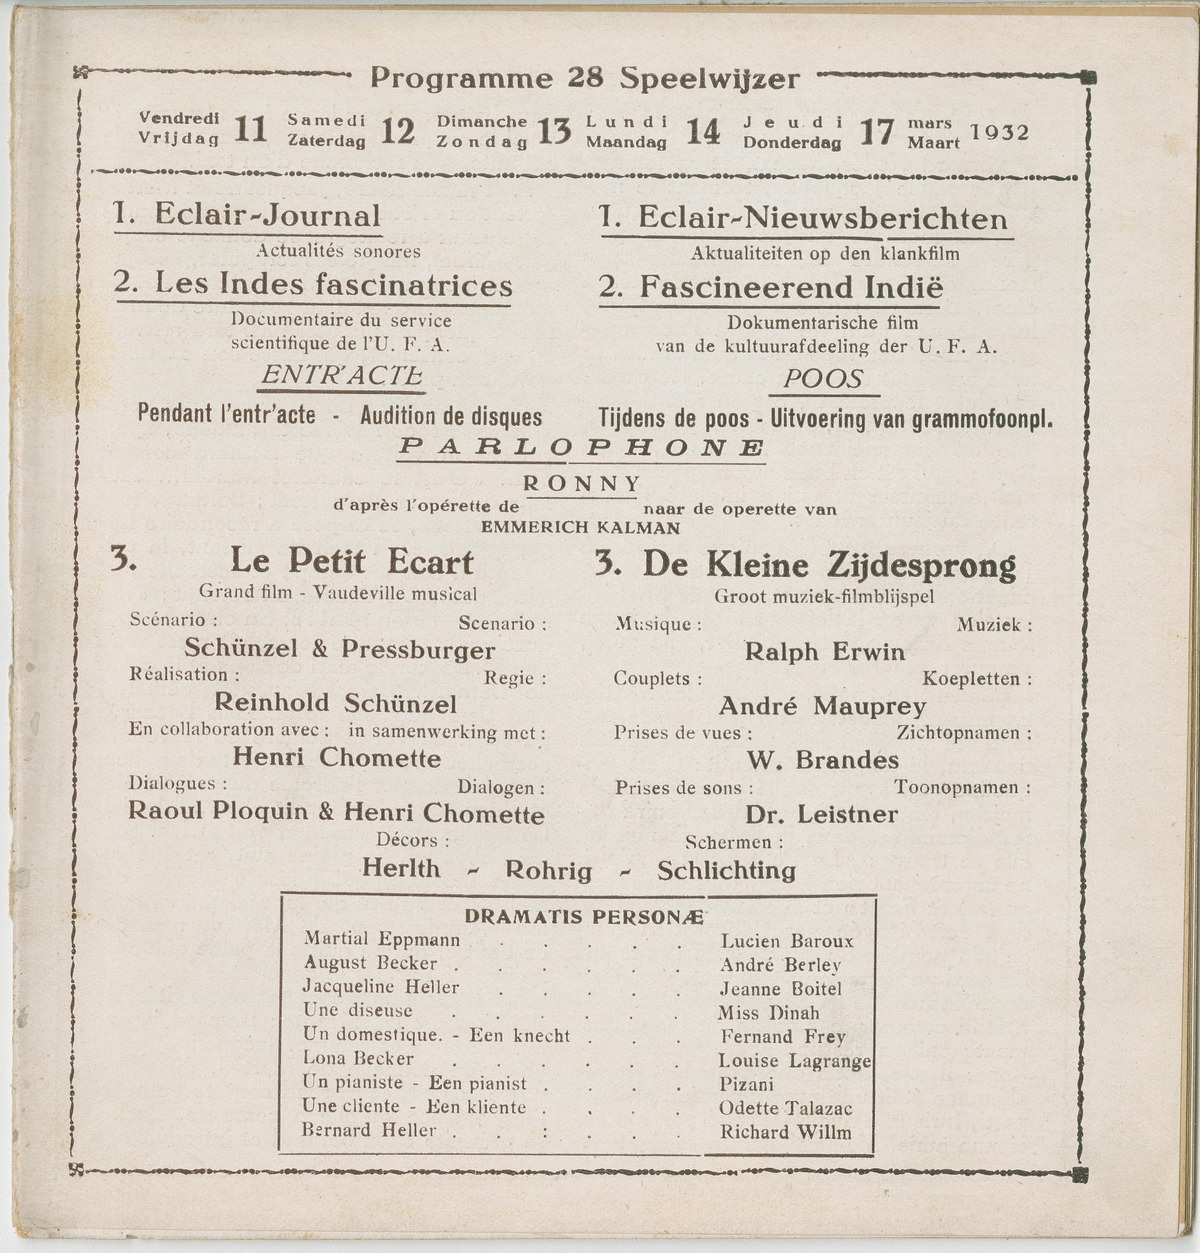 Programme 28 Speelwijzer
Vendredi 11 Samedi 12 Dimanche 13 Lundi 14 Jeudi 17 mars 1932
Vrijdag Zaterdag Zondag Maandag Donderdag Maart
1. Eclair-Journal
Actualités sonores
2. Les Indes fascinatrices
Documentaire du service
scientifique de l'U. F. A.
ENTR'ACTE
Pendant l'entr'acte - Audition de disques
1. Eclair-Nieuwsberichten
Aktualiteiten op den klankfilm
2. Fascineerend Indië
Dokumentarische film
van de kultuurafdeeling der U. F. A.
POOS
Tijdens de poos - Uitvoering van grammofoonpl.
PARLOPHONE
RONNY
d'après l'opérette de naar de operette van
EMMERICH KALMAN
3. Le Petit Ecart
Grand film - Vaudeville musical
Scénario : Scenario :
Schünzel & Pressburger
Réalisation : Regie :
Reinhold Schünzel
En collaboration avec : in samenwerking met :
Henri Chomette
Dialogues : Dialogen :
Raoul Ploquin & Henri Chomette
3. De Kleine Zijdesprong
Groot muziek-filmblijspel
Musique : Muziek :
Ralph Erwin
Couplets : Koepletten :
André Mauprey
Prises de vues : Zichtopnamen :
W. Brandes
Prises de sons : Toonopnamen :
Dr. Leistner
Décors : Schermen :
Herlth - Rohrig - Schlichting
DRAMATIS PERSONÆ
Martial Eppmann . . . . . Lucien Baroux
August Becker . . . . . . André Berley
Jacqueline Heller . . . . . Jeanne Boitel
Une diseuse . . . . . . Miss Dinah
Un domestique. - Een knecht . . . Fernand Frey
Lona Becker . . . . . . Louise Lagrange
Un pianiste - Een pianist . . . . Pizani
Une cliente - Een kliente . . . . Odette Talazac
Bernard Heller . . : . . . Richard Willm